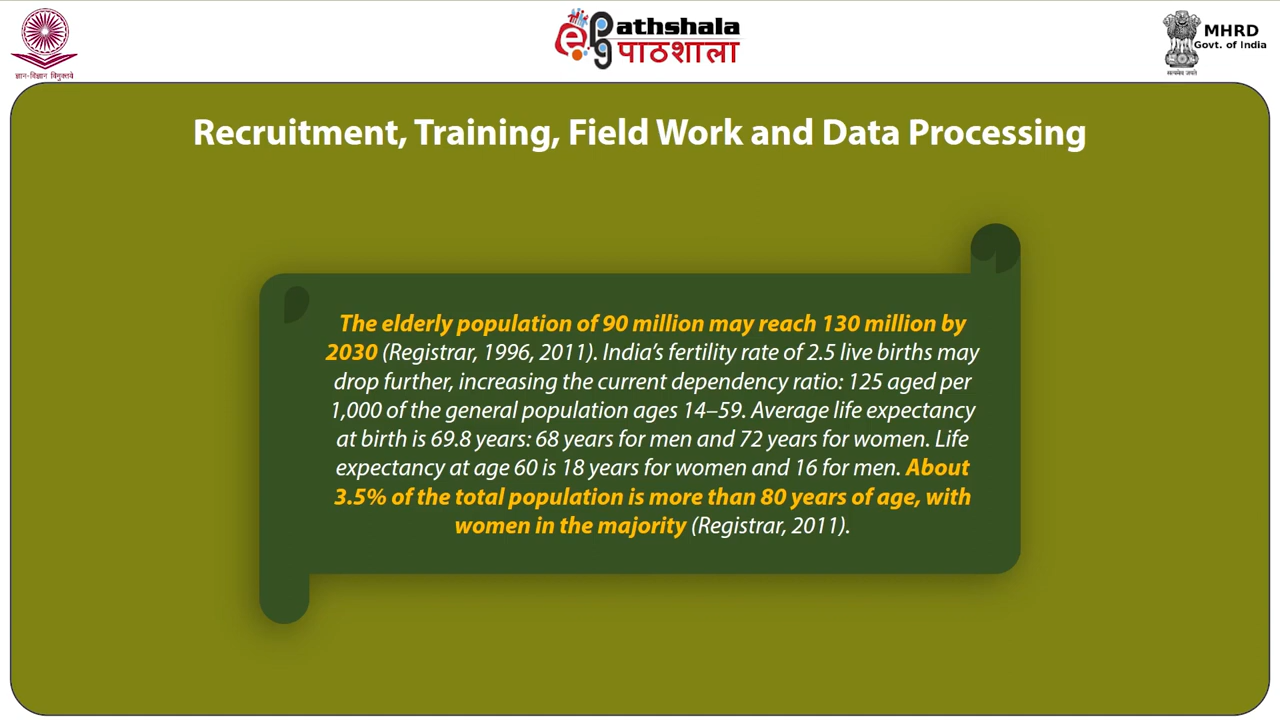 ज्ञान-विज्ञान विमुक्तये
ePathshala
पाठशाला
MHRD
Govt. of India
सत्यमेव जयते
Recruitment, Training, Field Work and Data Processing
The elderly population of 90 million may reach 130 million by
2030 (Registrar, 1996, 2011). India’s fertility rate of 2.5 live births may
drop further, increasing the current dependency ratio: 125 aged per
1,000 of the general population ages 14–59. Average life expectancy
at birth is 69.8 years: 68 years for men and 72 years for women. Life
expectancy at age 60 is 18 years for women and 16 for men. About
3.5% of the total population is more than 80 years of age, with
women in the majority (Registrar, 2011).